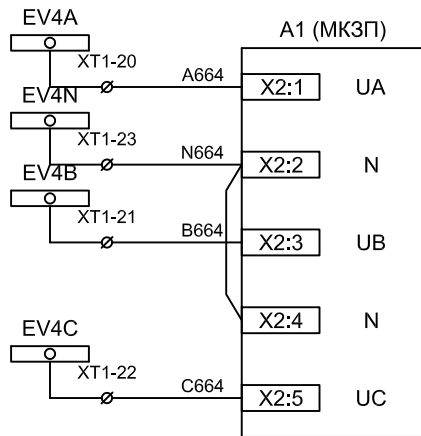 EV4A
A1 (МКЗП)
XT1-20 A664 X2:1 UA
EV4N
XT1-23 N664 X2:2 N
EV4B
XT1-21 B664 X2:3 UB
X2:4 N
EV4C
XT1-22 C664 X2:5 UC